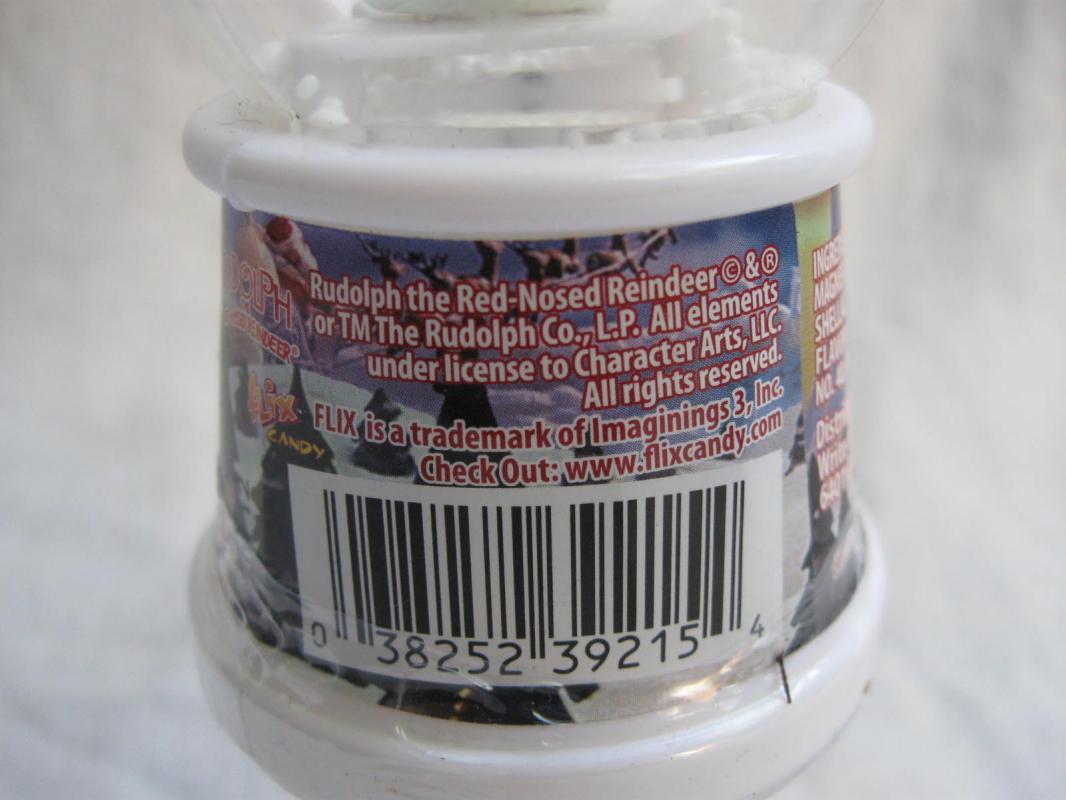 Rudolph the Red-Nosed Reindeer © & ®
or TM The Rudolph Co., L.P. All elements
under license to Character Arts, LLC.
All rights reserved.
FLIX is a trademark of Imaginings 3, Inc.
Check Out: www.flixcandy.com
flix
CANDY
0 38252 39215 4